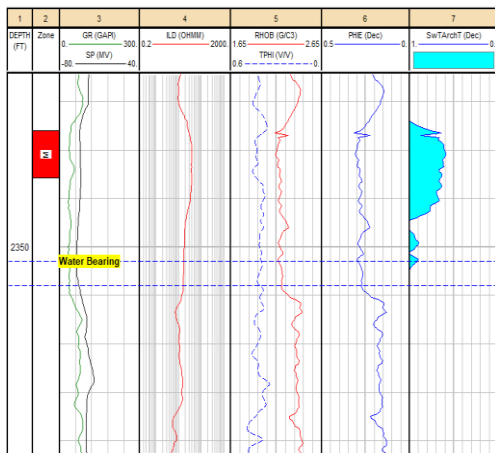 1 2 3 4 5 6 7
DEPTH (FT) Zone GR (GAPI) ILD (OHMM) RHOB (G/C3) PHIE (Dec) SwTArchT (Dec)
0. 300. 0.2 2000. 1.65 2.65 0.5 0. 1. 0.
SP (MV) TPHI (V/V)
-80. 40. 0.6 0.
M
2350
Water Bearing